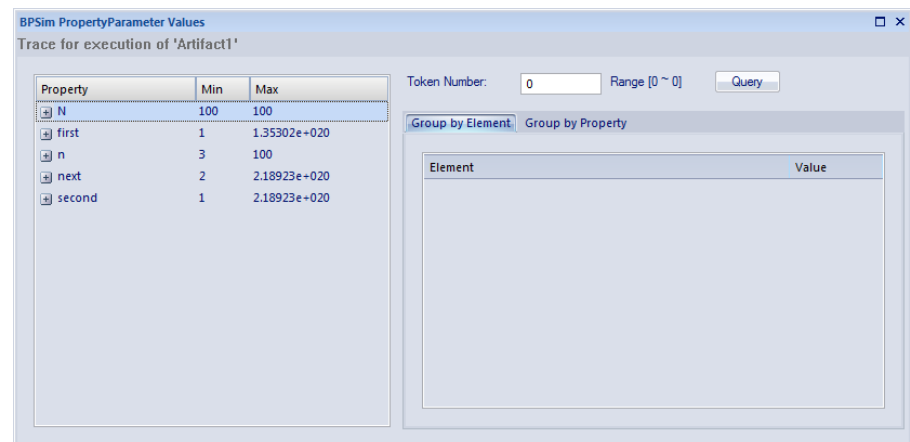 BPSim PropertyParameter Values
Trace for execution of 'Artifact1'
Property Min Max
N 100 100
first 1 1.35302e+020
n 3 100
next 2 2.18923e+020
second 1 2.18923e+020
Token Number: 0 Range [0 ~ 0] Query
Group by Element Group by Property
Element Value